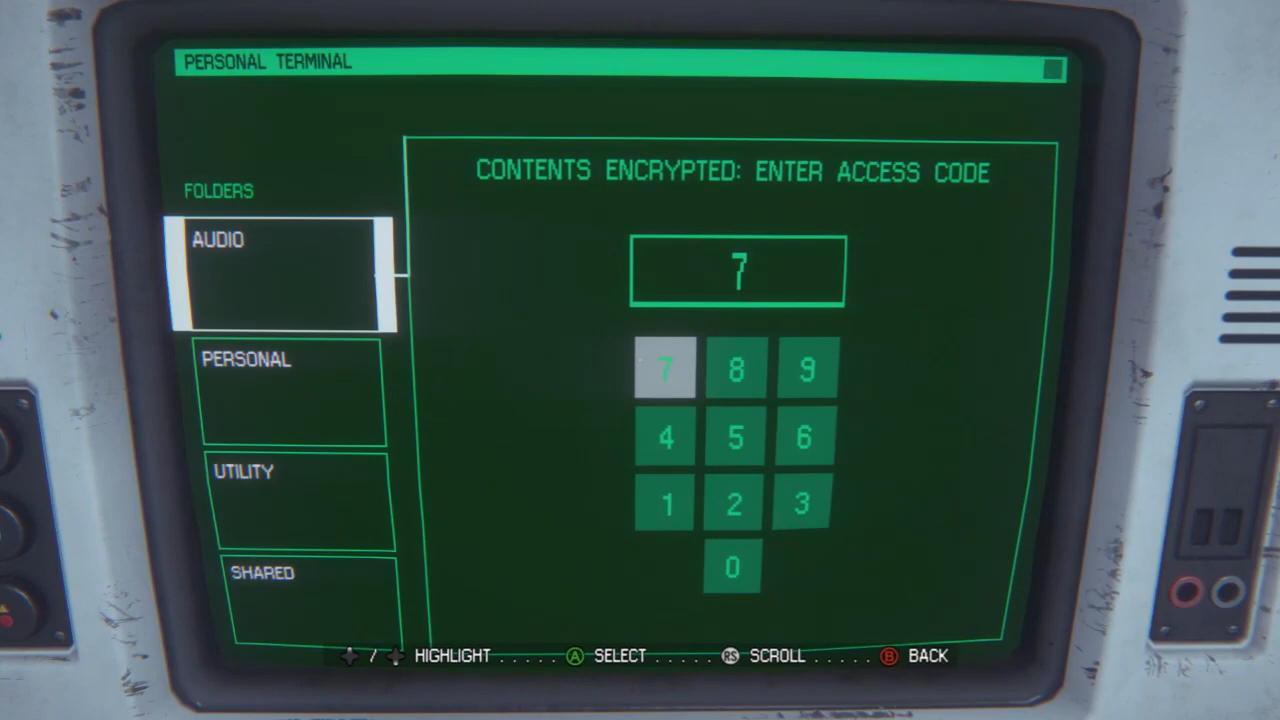 PERSONAL TERMINAL
FOLDERS
AUDIO
PERSONAL
UTILITY
SHARED
CONTENTS ENCRYPTED: ENTER ACCESS CODE
7
7 8 9
4 5 6
1 2 3
0
/ HIGHLIGHT ..... A SELECT ..... RS SCROLL ..... B BACK